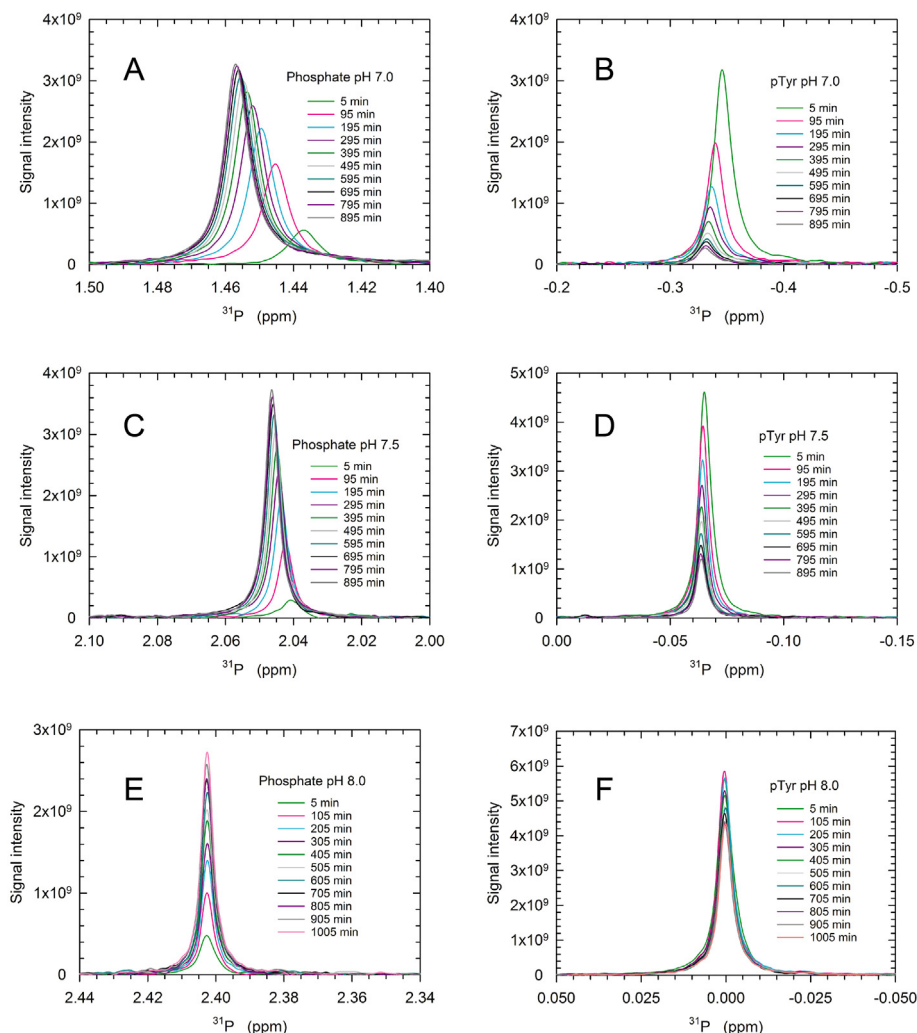 4x10⁹
3x10⁹
2x10⁹
1x10⁹
0
Signal intensity
A
Phosphate pH 7.0
5 min
95 min
195 min
295 min
395 min
495 min
595 min
695 min
795 min
895 min
1.50 1.48 1.46 1.44 1.42 1.40
³¹P (ppm)
4x10⁹
3x10⁹
2x10⁹
1x10⁹
0
Signal intensity
B
pTyr pH 7.0
5 min
95 min
195 min
295 min
395 min
495 min
595 min
695 min
795 min
895 min
-0.2 -0.3 -0.4 -0.5
³¹P (ppm)
4x10⁹
3x10⁹
2x10⁹
1x10⁹
0
Signal intensity
C
Phosphate pH 7.5
5 min
95 min
195 min
295 min
395 min
495 min
595 min
695 min
795 min
895 min
2.10 2.08 2.06 2.04 2.02 2.00
³¹P (ppm)
5x10⁹
4x10⁹
3x10⁹
2x10⁹
1x10⁹
0
Signal intensity
D
pTyr pH 7.5
5 min
95 min
195 min
295 min
395 min
495 min
595 min
695 min
795 min
895 min
0.00 -0.05 -0.10 -0.15
³¹P (ppm)
3x10⁹
2x10⁹
1x10⁹
0
Signal intensity
E
Phosphate pH 8.0
5 min
105 min
205 min
305 min
405 min
505 min
605 min
705 min
805 min
905 min
1005 min
2.44 2.42 2.40 2.38 2.36 2.34
³¹P (ppm)
7x10⁹
6x10⁹
5x10⁹
4x10⁹
3x10⁹
2x10⁹
1x10⁹
0
Signal intensity
F
pTyr pH 8.0
5 min
105 min
205 min
305 min
405 min
505 min
605 min
705 min
805 min
905 min
1005 min
0.050 0.025 0.000 -0.025 -0.050
³¹P (ppm)